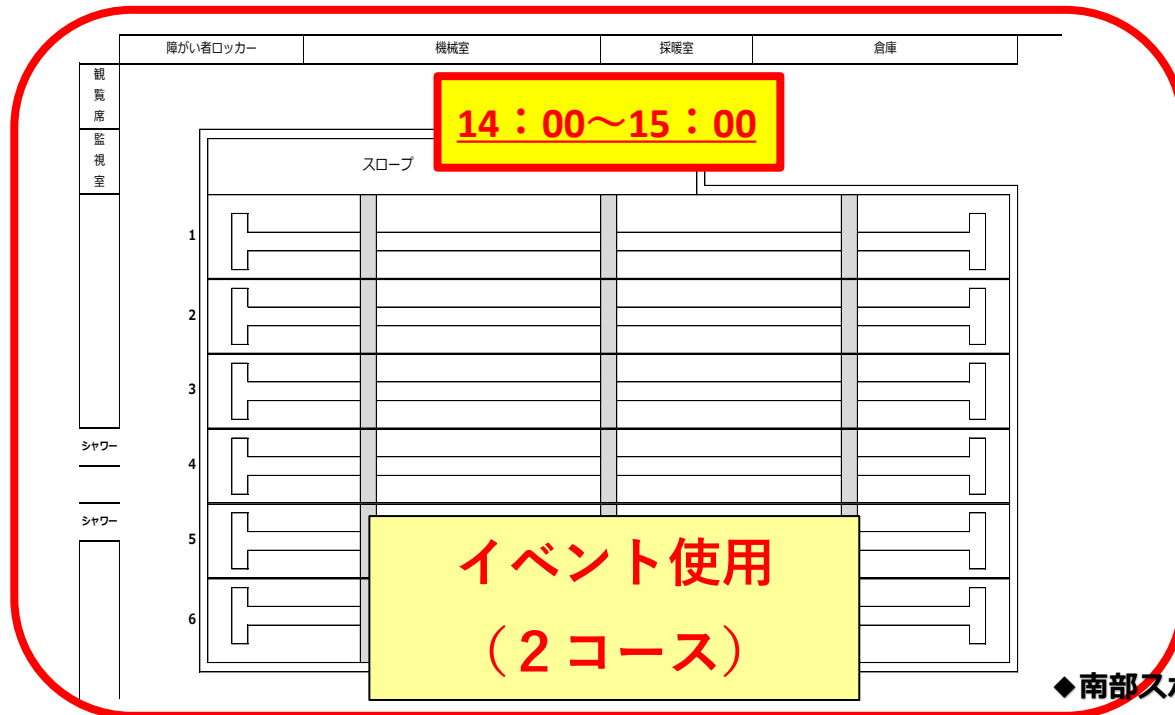 障がい者ロッカー 機械室 採暖室 倉庫
観覧席
監視室
14：00～15：00
スロープ
1
2
3
4
5
6
シャワー
シャワー
イベント使用
（２コース）
◆南部スポ